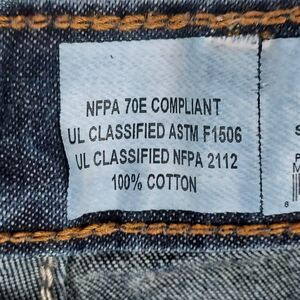 NFPA 70E COMPLIANT
UL CLASSIFIED ASTM F1506
UL CLASSIFIED NFPA 2112
100% COTTON